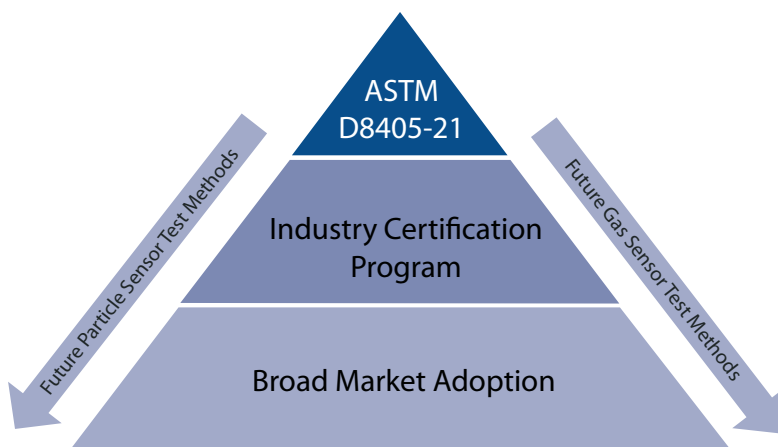 ASTM
D8405-21
Future Particle Sensor Test Methods
Future Gas Sensor Test Methods
Industry Certification
Program
Broad Market Adoption